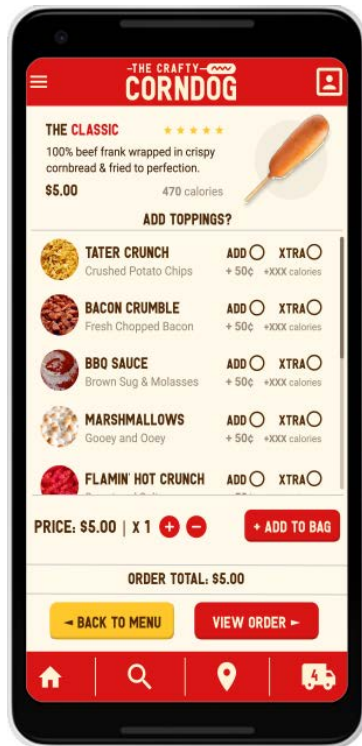 -THE CRAFTY-
CORNDOG
THE CLASSIC
100% beef frank wrapped in crispy
cornbread & fried to perfection.
$5.00 470 calories
ADD TOPPINGS?
TATER CRUNCH ADD XTRA
Crushed Potato Chips + 50¢ +XXX calories
BACON CRUMBLE ADD XTRA
Fresh Chopped Bacon + 50¢ +XXX calories
BBQ SAUCE ADD XTRA
Brown Sug & Molasses + 50¢ +XXX calories
MARSHMALLOWS ADD XTRA
Gooey and Ooey + 50¢ +XXX calories
FLAMIN' HOT CRUNCH ADD XTRA
PRICE: $5.00 | X 1 + − + ADD TO BAG
ORDER TOTAL: $5.00
◄ BACK TO MENU VIEW ORDER ►
4